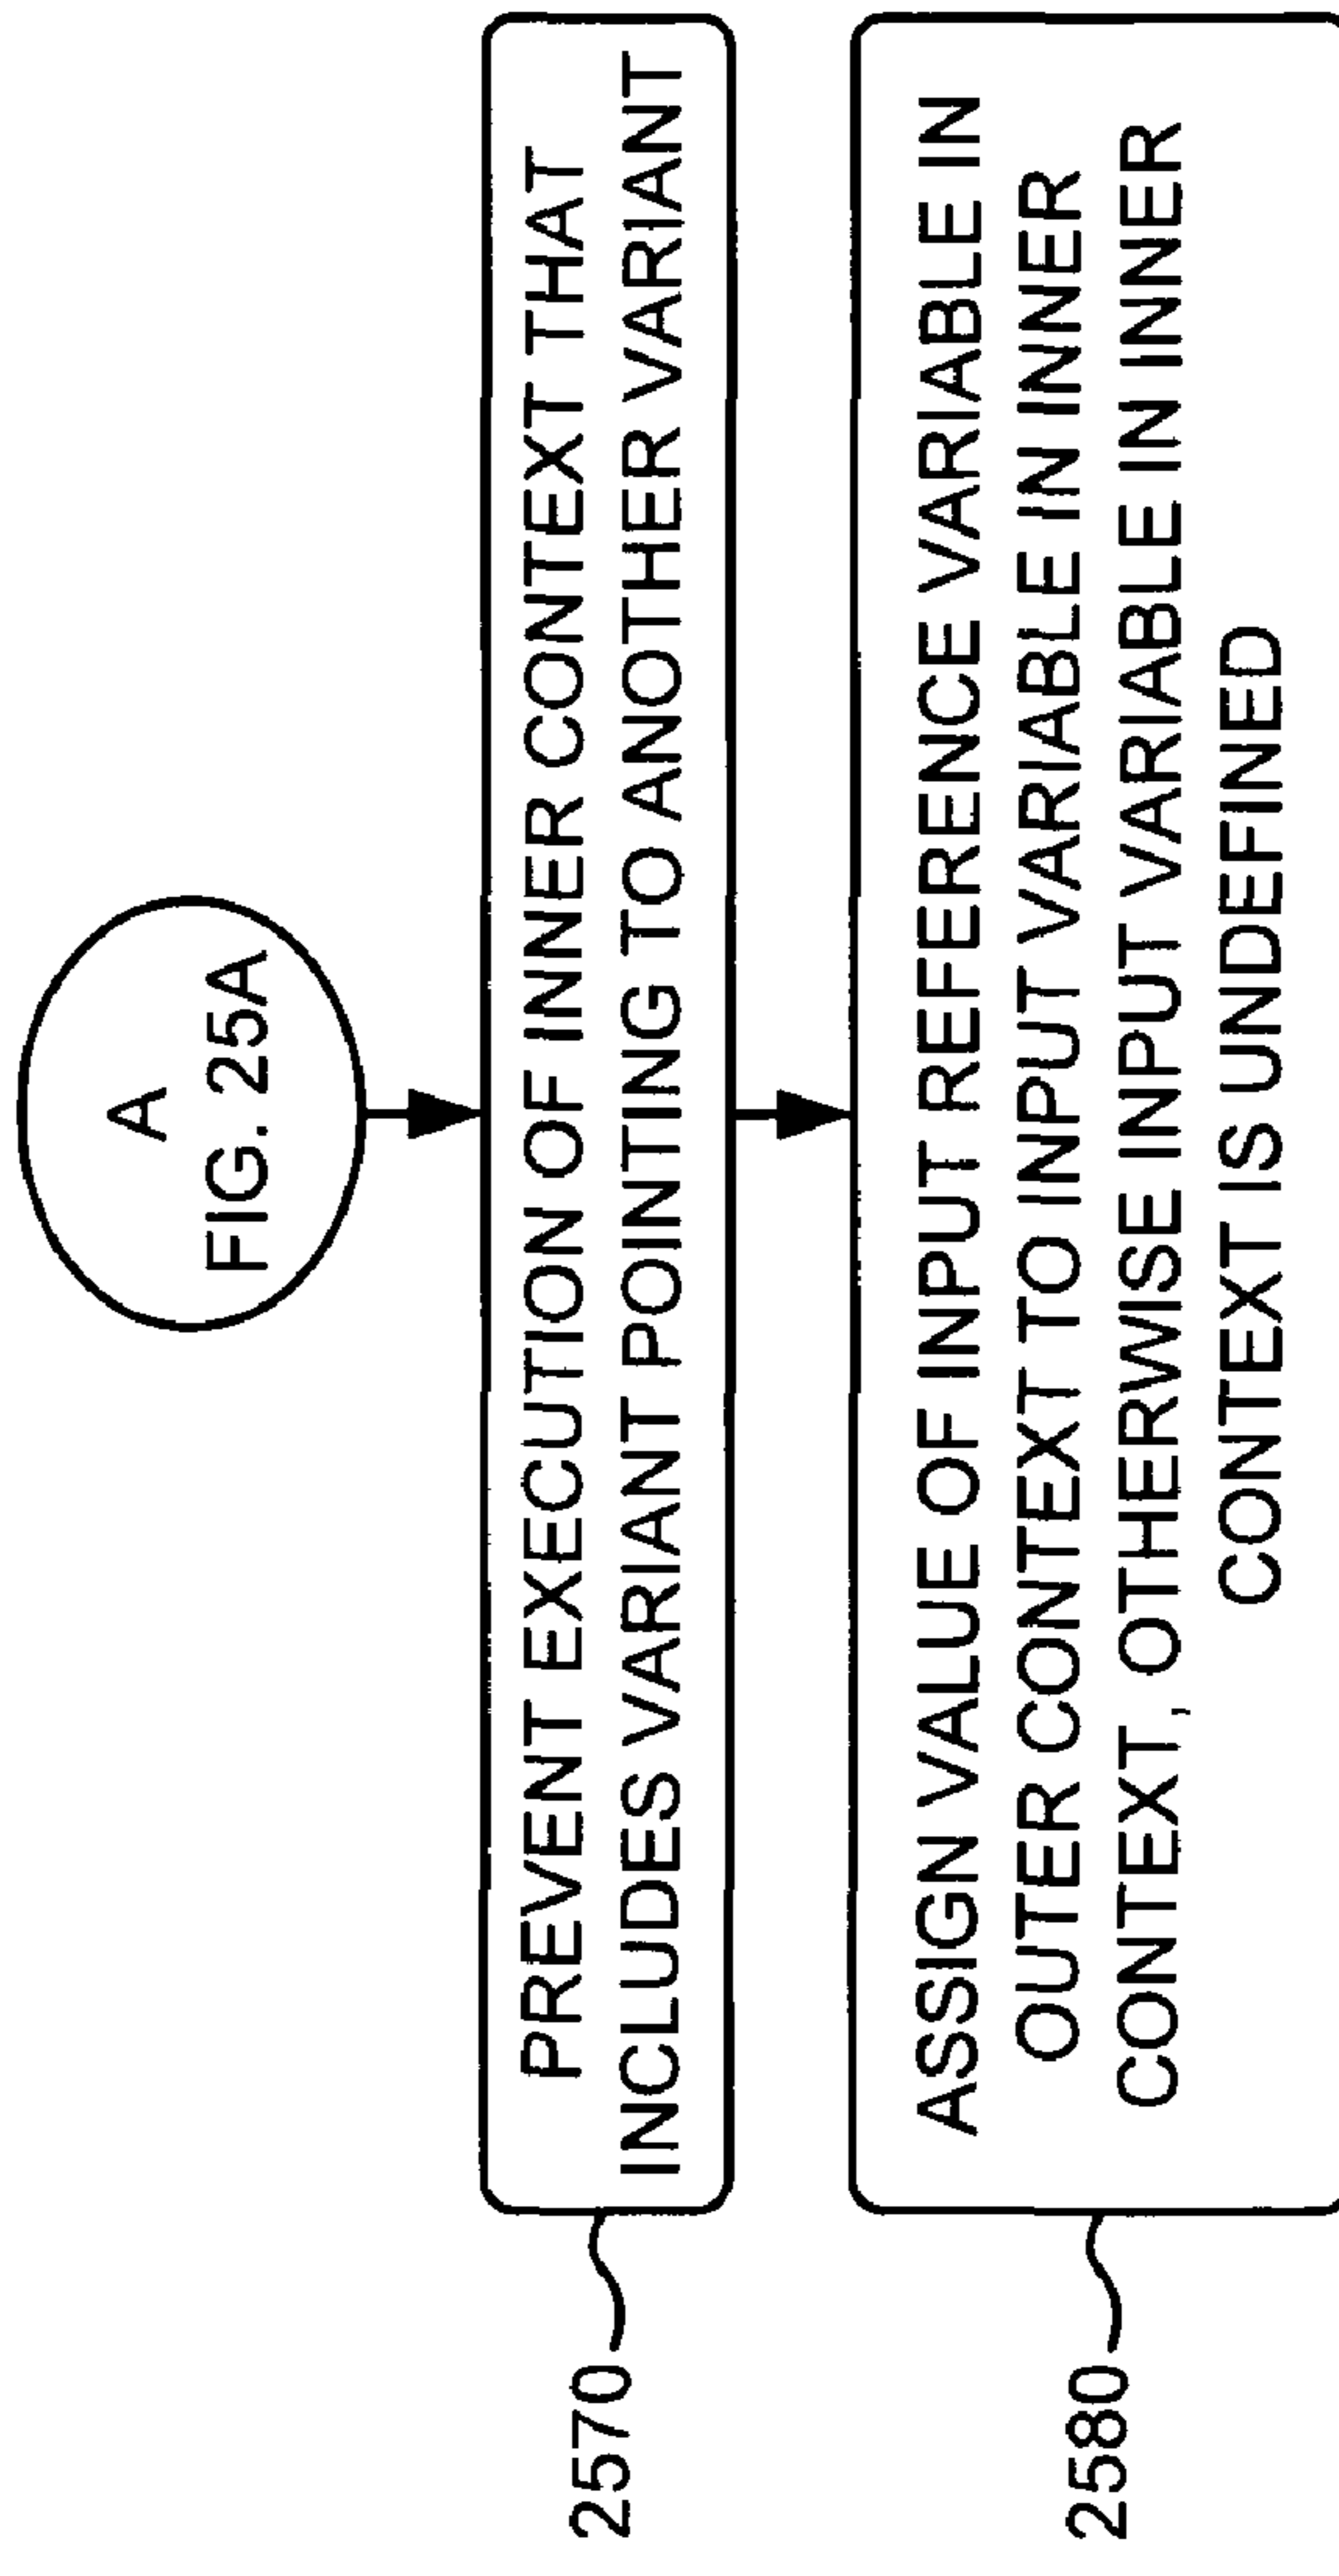 A
FIG. 25A
PREVENT EXECUTION OF INNER CONTEXT THAT
INCLUDES VARIANT POINTING TO ANOTHER VARIANT
2570
ASSIGN VALUE OF INPUT REFERENCE VARIABLE IN
OUTER CONTEXT TO INPUT VARIABLE IN INNER
CONTEXT, OTHERWISE INPUT VARIABLE IN INNER
CONTEXT IS UNDEFINED
2580